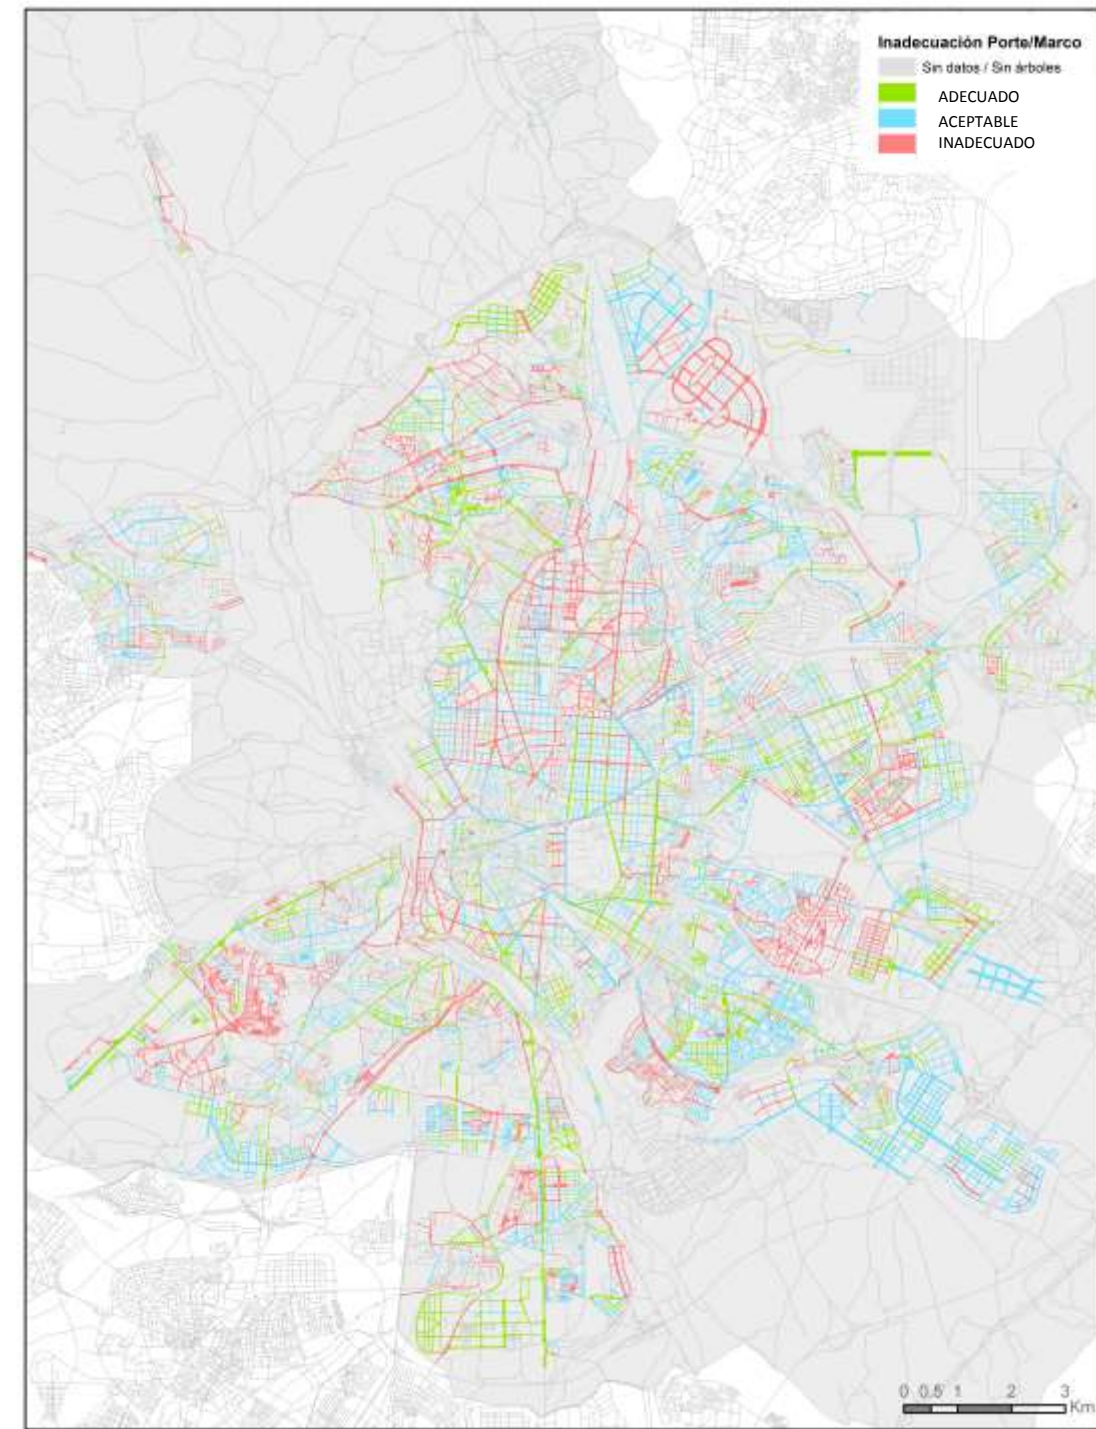 Inadecuación Porte/Marco
Sin datos / Sin árboles
ADECUADO
ACEPTABLE
INADECUADO
0 0.5 1 2 3
Km